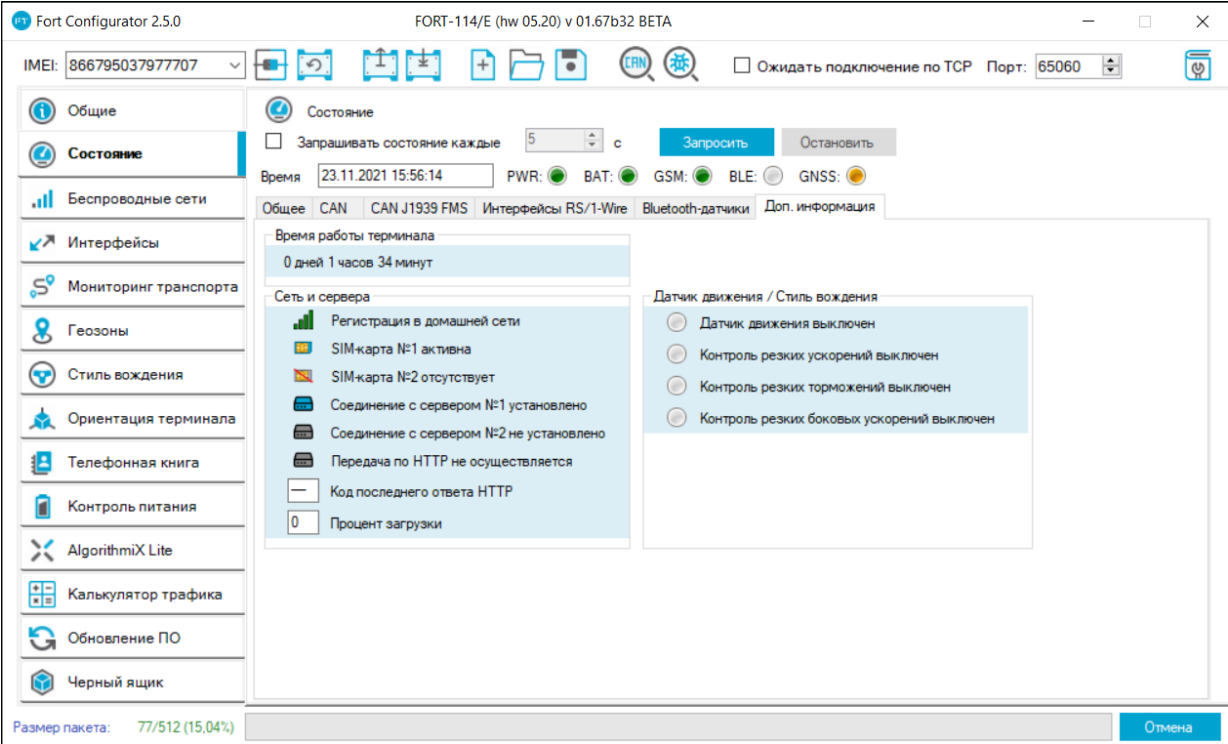 Fort Configurator 2.5.0
FORT-114/E (hw 05.20) v 01.67b32 BETA
IMEI: 866795037977707
CAN
Ожидать подключение по TCP Порт: 65060
Общие
Состояние
Беспроводные сети
Интерфейсы
Мониторинг транспорта
Геозоны
Стиль вождения
Ориентация терминала
Телефонная книга
Контроль питания
AlgorithmiX Lite
Калькулятор трафика
Обновление ПО
Черный ящик
Состояние
Запрашивать состояние каждые 5 с Запросить Остановить
Время 23.11.2021 15:56:14 PWR: BAT: GSM: BLE: GNSS:
Общее CAN CAN J1939 FMS Интерфейсы RS/1-Wire Bluetooth-датчики Доп. информация
Время работы терминала
0 дней 1 часов 34 минут
Сеть и сервера
Регистрация в домашней сети
SIM-карта №1 активна
SIM-карта №2 отсутствует
Соединение с сервером №1 установлено
Соединение с сервером №2 не установлено
Передача по HTTP не осуществляется
— Код последнего ответа HTTP
0 Процент загрузки
Датчик движения / Стиль вождения
Датчик движения выключен
Контроль резких ускорений выключен
Контроль резких торможений выключен
Контроль резких боковых ускорений выключен
Размер пакета: 77/512 (15,04%)
Отмена